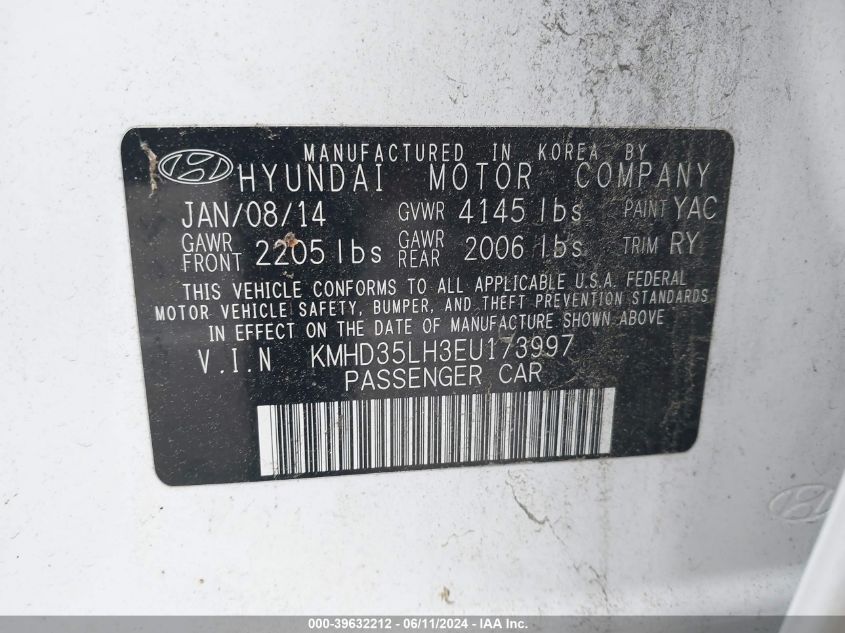 MANUFACTURED IN KOREA BY
HYUNDAI MOTOR COMPANY
JAN/08/14 GVWR 4145 lbs PAINT YAC
GAWR FRONT 2205 lbs GAWR REAR 2006 lbs TRIM RY
THIS VEHICLE CONFORMS TO ALL APPLICABLE U.S.A. FEDERAL
MOTOR VEHICLE SAFETY, BUMPER, AND THEFT PREVENTION STANDARDS
IN EFFECT ON THE DATE OF MANUFACTURE SHOWN ABOVE.
V.I.N KMHD35LH3EU173997
PASSENGER CAR
000-39632212 - 06/11/2024 - IAA Inc.